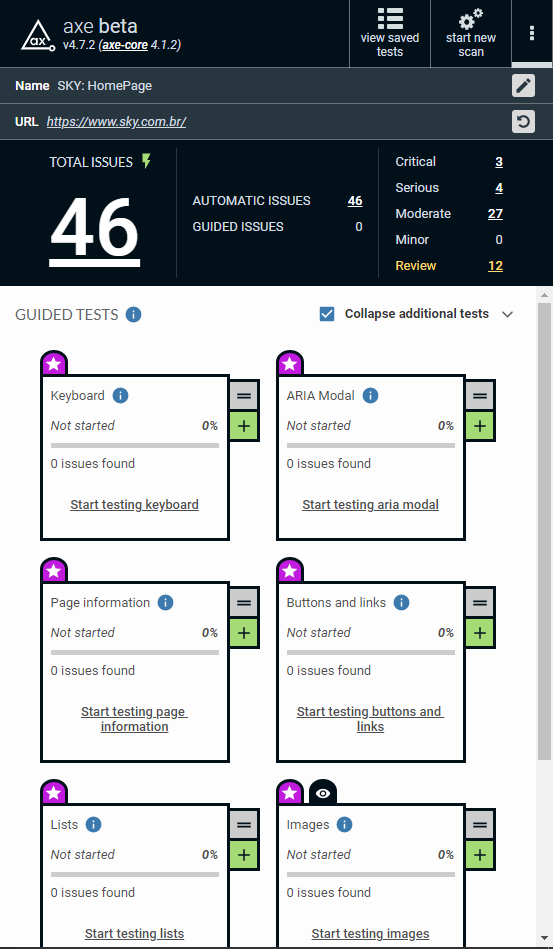 axe beta
v4.7.2 (axe-core 4.1.2)
ax
view saved
tests
start new
scan
Name SKY: HomePage
URL https://www.sky.com.br/
TOTAL ISSUES
46
AUTOMATIC ISSUES 46
GUIDED ISSUES 0
Critical 3
Serious 4
Moderate 27
Minor 0
Review 12
GUIDED TESTS
Collapse additional tests
Keyboard
Not started 0%
0 issues found
Start testing keyboard
ARIA Modal
Not started 0%
0 issues found
Start testing aria modal
Page information
Not started 0%
0 issues found
Start testing page
information
Buttons and links
Not started 0%
0 issues found
Start testing buttons and
links
Lists
Not started 0%
0 issues found
Start testing lists
Images
Not started 0%
0 issues found
Start testing images